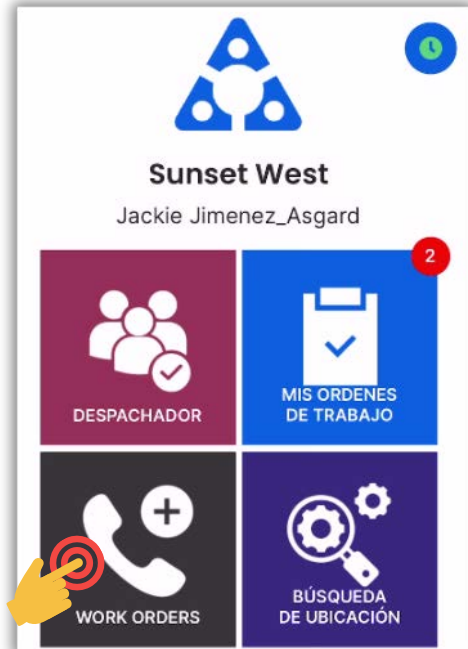 Sunset West
Jackie Jimenez_Asgard
2
DESPACHADOR
MIS ORDENES
DE TRABAJO
WORK ORDERS
BÚSQUEDA
DE UBICACIÓN